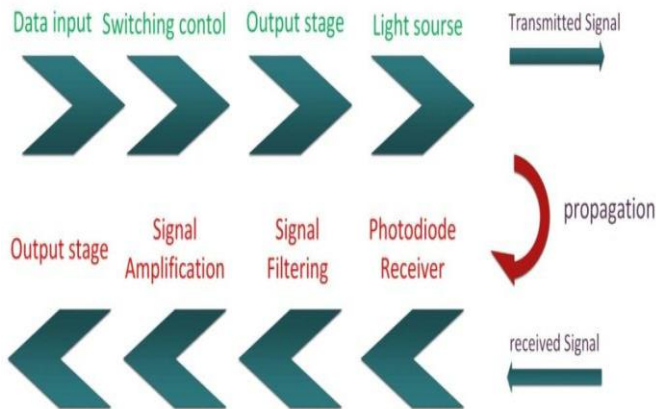 Data input
Switching contol
Output stage
Light sourse
Transmitted Signal
propagation
Output stage
Signal
Amplification
Signal
Filtering
Photodiode
Receiver
received Signal